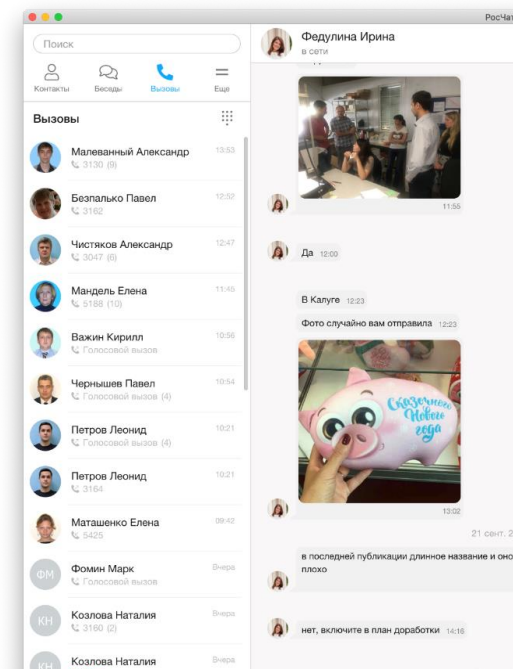 РосЧат
Поиск
Контакты
Беседы
Вызовы
Еще
Вызовы
Малеванный Александр
13:53
3130 (9)
Безпалько Павел
12:52
3162
Чистяков Александр
12:47
3047 (6)
Мандель Елена
11:45
5188 (10)
Важин Кирилл
10:56
Голосовой вызов
Чернышев Павел
10:54
Голосовой вызов (4)
Петров Леонид
10:21
Голосовой вызов (4)
Петров Леонид
10:21
3164
Маташенко Елена
09:42
5425
ФМ
Фомин Марк
Вчера
Голосовой вызов
КН
Козлова Наталия
Вчера
3160 (2)
КН
Козлова Наталия
Вчера
Федулина Ирина
в сети
11:55
Да 12:00
В Калуге 12:23
Фото случайно вам отправила 12:23
Сказочного
Нового
года
13:02
21 сент. 2
в последней публикации длинное название и оно
плохо
нет, включите в план доработки 14:16